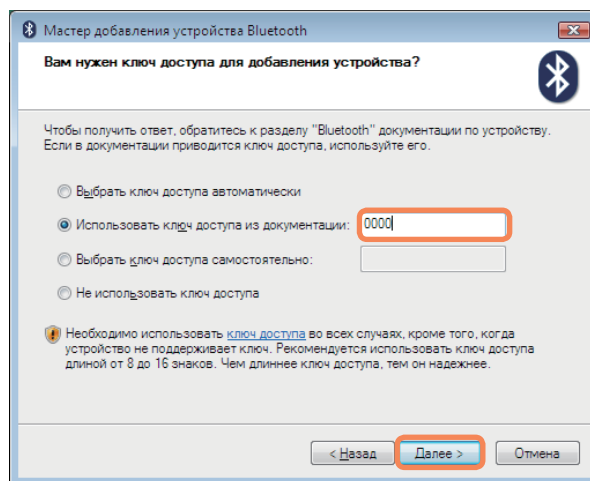 Мастер добавления устройства Bluetooth
Вам нужен ключ доступа для добавления устройства?
Чтобы получить ответ, обратитесь к разделу "Bluetooth" документации по устройству.
Если в документации приводится ключ доступа, используйте его.
Выбрать ключ доступа автоматически
Использовать ключ доступа из документации: 0000
Выбрать ключ доступа самостоятельно:
Не использовать ключ доступа
Необходимо использовать ключ доступа во всех случаях, кроме того, когда
устройство не поддерживает ключ. Рекомендуется использовать ключ доступа
длиной от 8 до 16 знаков. Чем длиннее ключ доступа, тем он надежнее.
< Назад Далее > Отмена